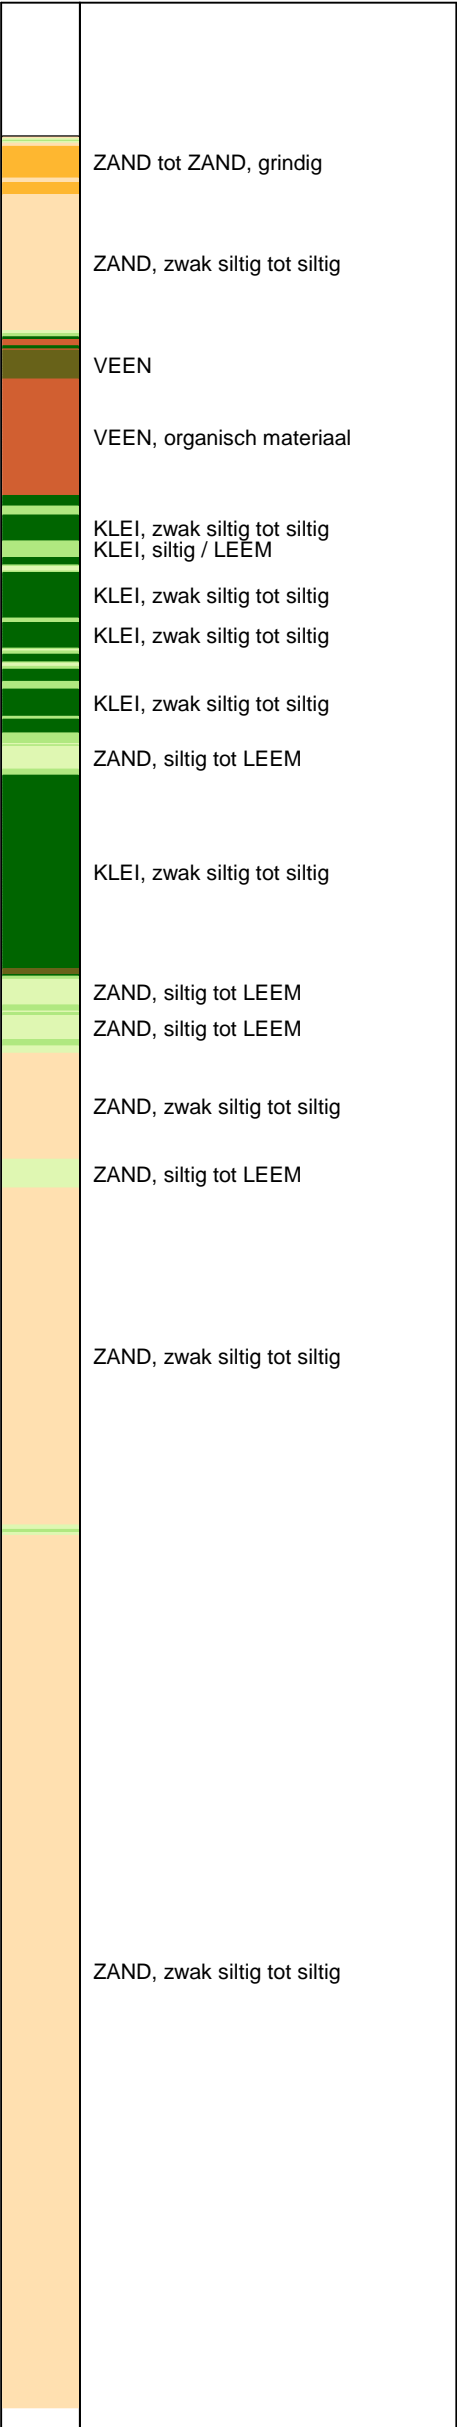 ZAND tot ZAND, grindig
ZAND, zwak siltig tot siltig
VEEN
VEEN, organisch materiaal
KLEI, zwak siltig tot siltig
KLEI, siltig / LEEM
KLEI, zwak siltig tot siltig
KLEI, zwak siltig tot siltig
KLEI, zwak siltig tot siltig
ZAND, siltig tot LEEM
KLEI, zwak siltig tot siltig
ZAND, siltig tot LEEM
ZAND, siltig tot LEEM
ZAND, zwak siltig tot siltig
ZAND, siltig tot LEEM
ZAND, zwak siltig tot siltig
ZAND, zwak siltig tot siltig